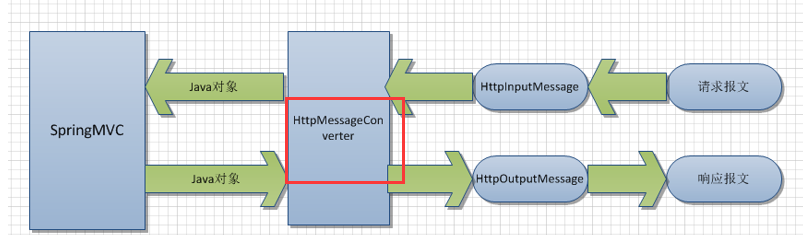 Java对象
HttpInputMessage
请求报文
SpringMVC
HttpMessageCon
verter
Java对象
HttpOutputMessage
响应报文